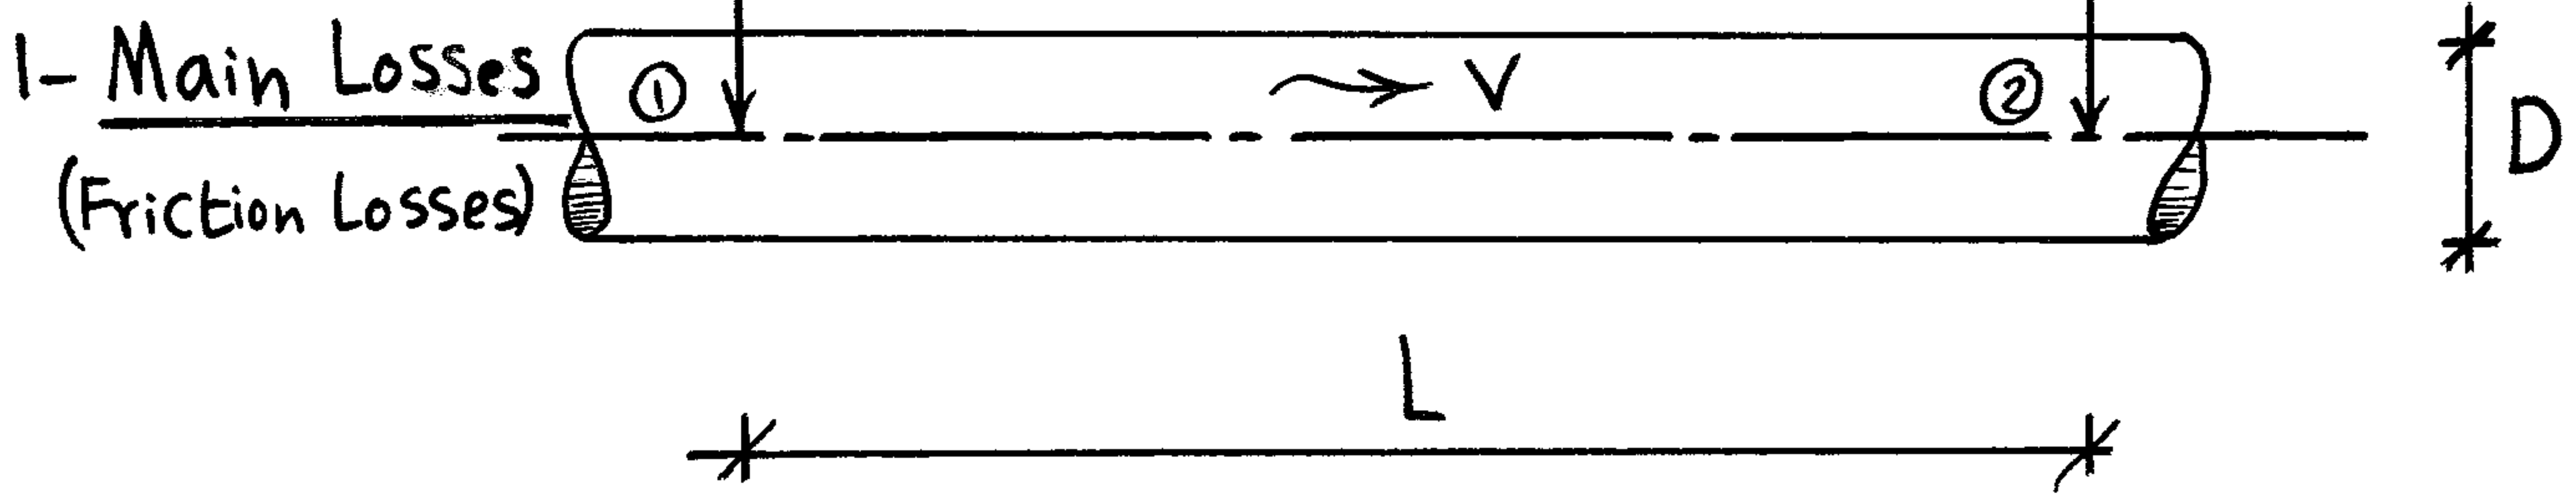 1- Main Losses
(Friction Losses)
① V ②
D
L